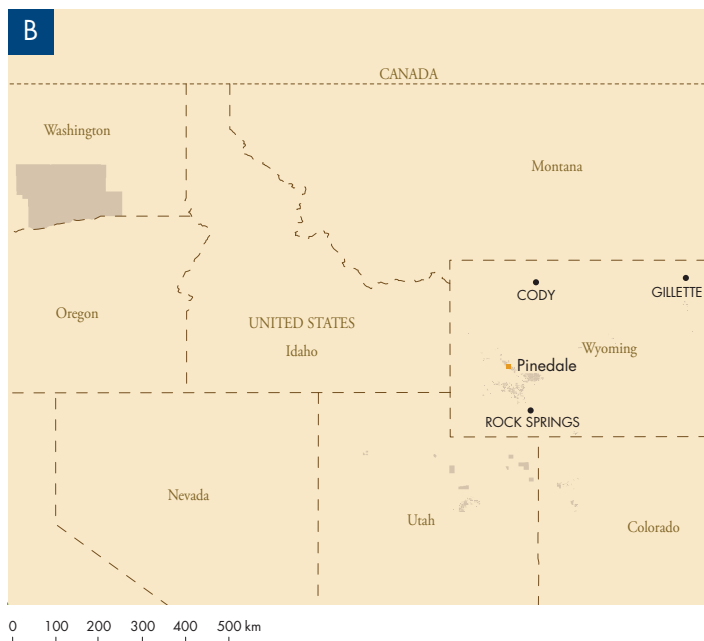 B
CANADA
Washington
Montana
CODY
GILLETTE
Oregon
UNITED STATES
Idaho
Wyoming
Pinedale
ROCK SPRINGS
Nevada
Utah
Colorado
0 100 200 300 400 500 km